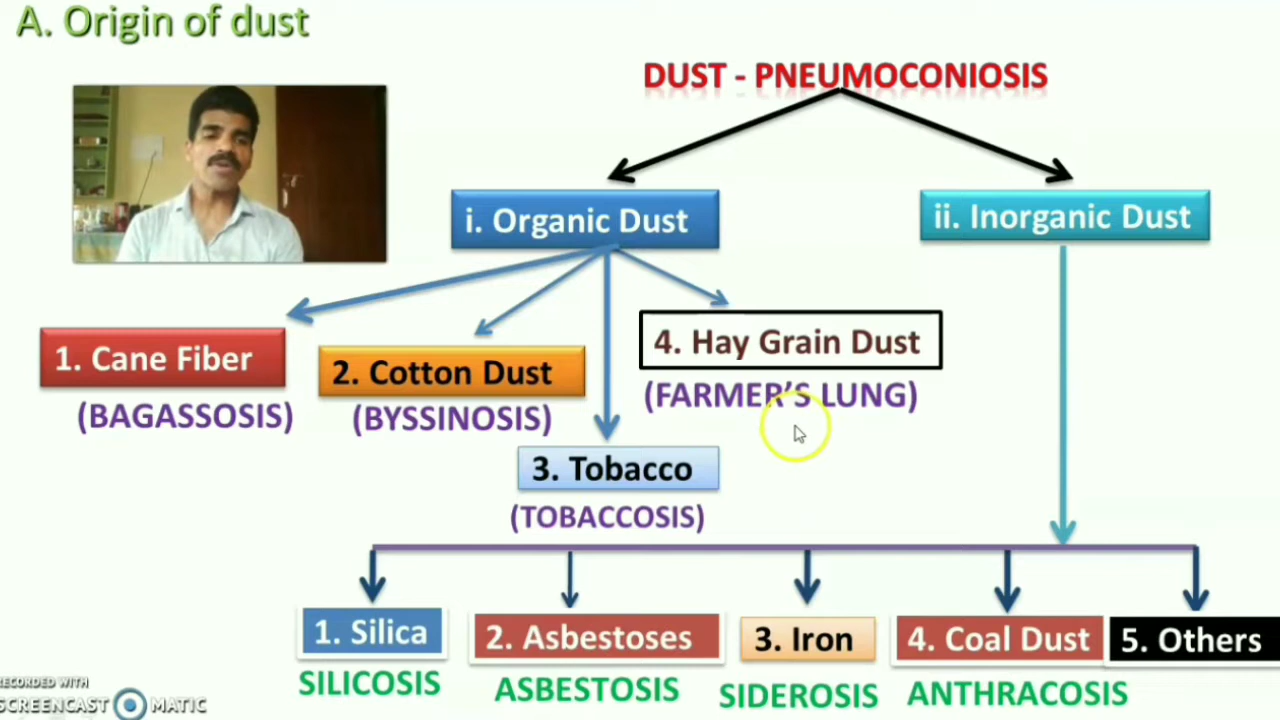 A. Origin of dust
DUST - PNEUMOCONIOSIS
i. Organic Dust
ii. Inorganic Dust
1. Cane Fiber
(BAGASSOSIS)
2. Cotton Dust
(BYSSINOSIS)
4. Hay Grain Dust
(FARMER'S LUNG)
3. Tobacco
(TOBACCOSIS)
1. Silica
2. Asbestoses
3. Iron
4. Coal Dust
5. Others
SILICOSIS
ASBESTOSIS
SIDEROSIS
ANTHRACOSIS
RECORDED WITH
SCREENCAST MATIC